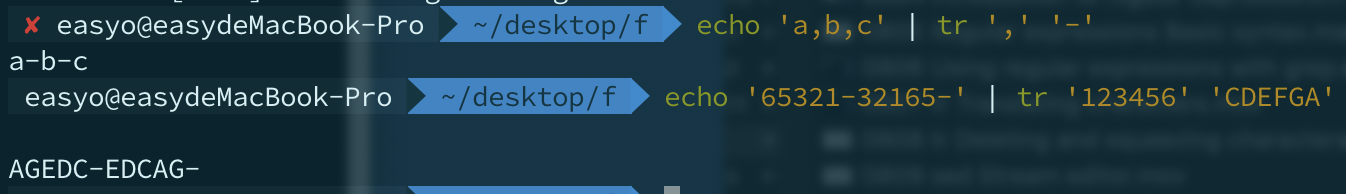 ✘ easyo@easydeMacBook-Pro ~/desktop/f echo 'a,b,c' | tr ',' '-'
a-b-c
easyo@easydeMacBook-Pro ~/desktop/f echo '65321-32165-' | tr '123456' 'CDEFGA'
AGEDC-EDCAG-